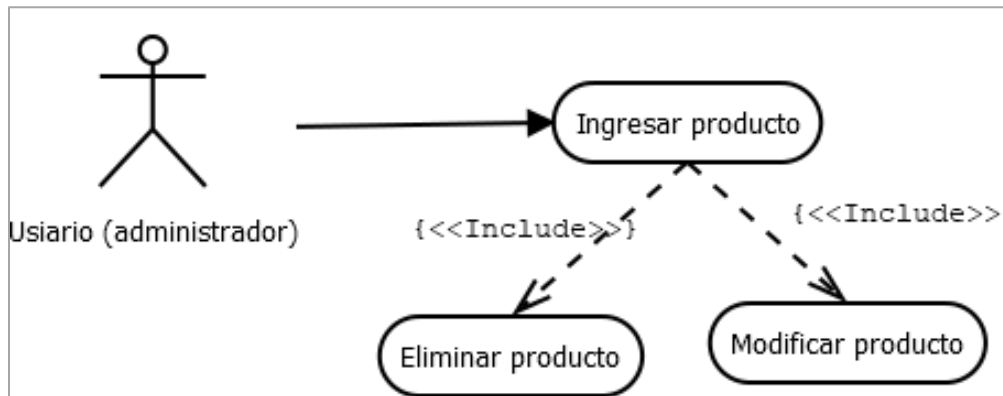 Ingresar producto
Usiario (administrador)
{<<Include>>}
{<<Include>>
Eliminar producto
Modificar producto